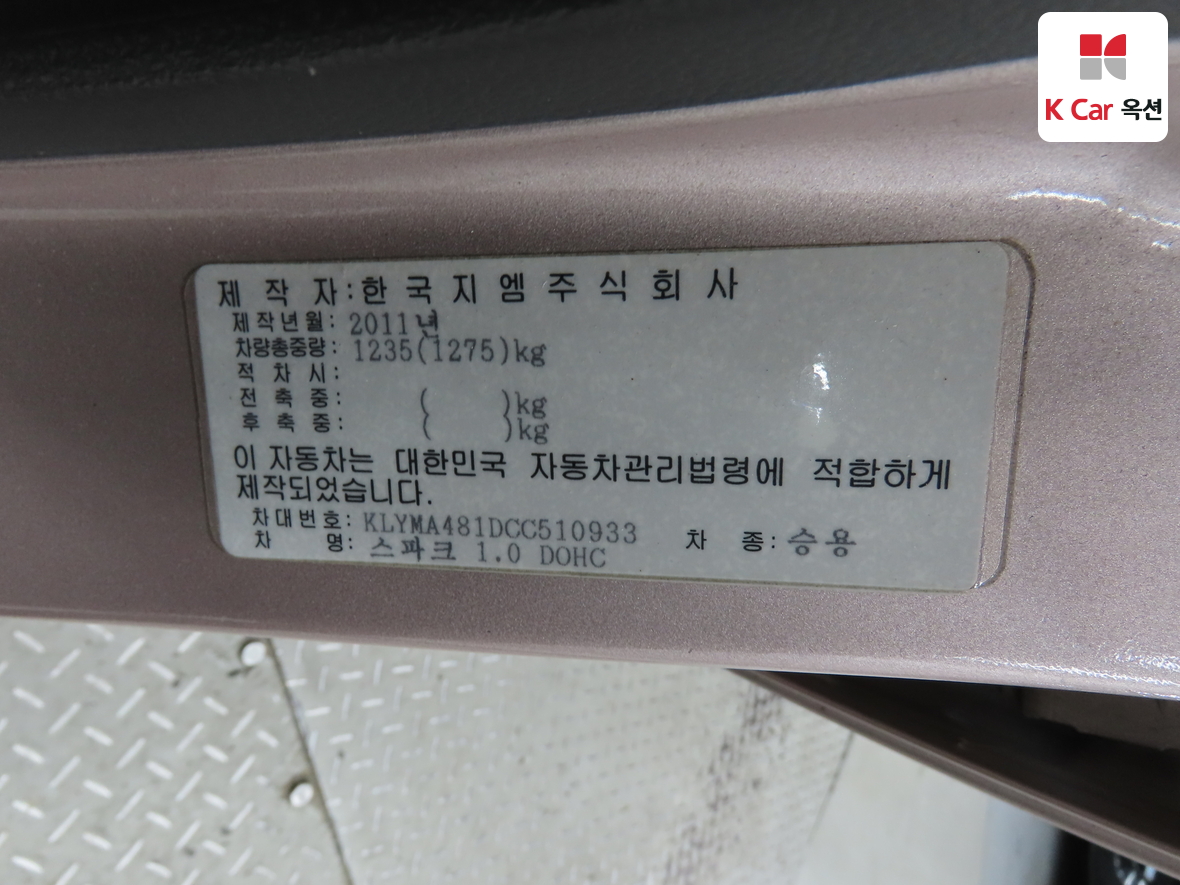 K Car 옥션
제 작 자:한국지엠주식회사
제작년월: 2011년
차량총중량: 1235(1275)kg
적 차 시:
전 축 중: ( )kg
후 축 중: ( )kg
이 자동차는 대한민국 자동차관리법령에 적합하게
제작되었습니다.
차대번호: KLYMA481DCC510933
차 명: 스파크 1.0 DOHC 차 종: 승용